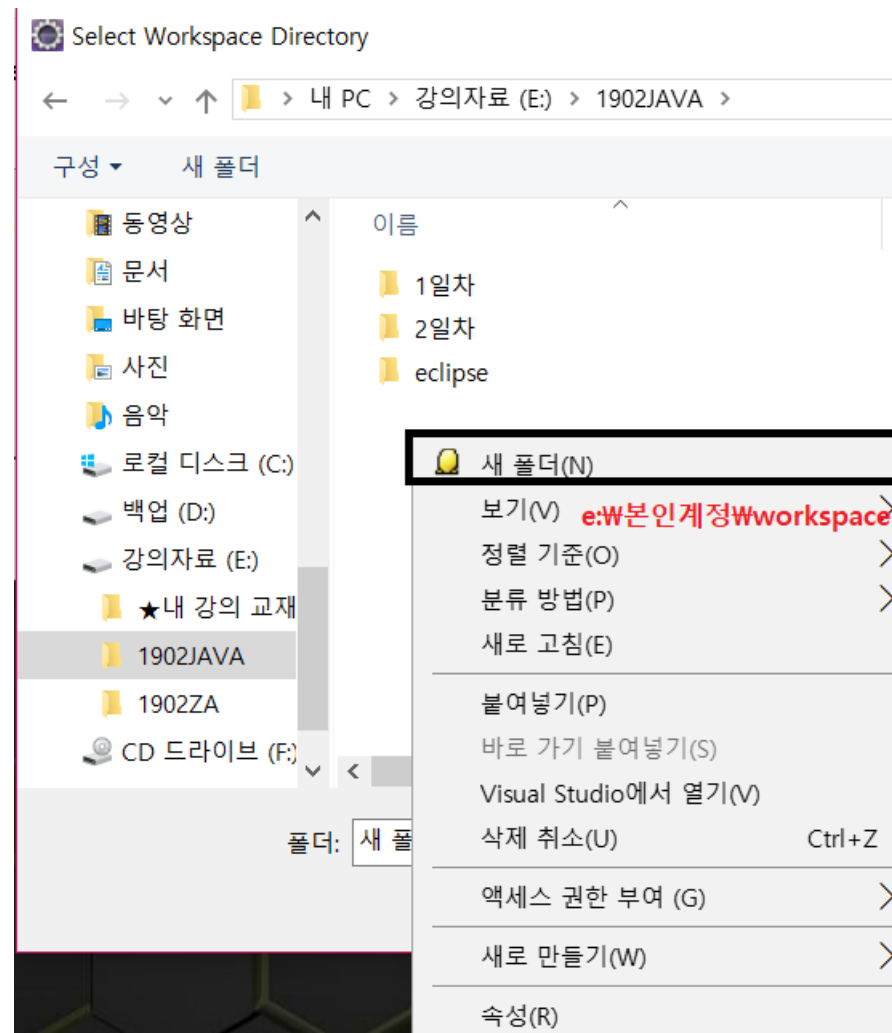 Select Workspace Directory
내 PC > 강의자료 (E:) > 1902JAVA >
구성 새 폴더
이름
동영상
문서
바탕 화면
사진
음악
로컬 디스크 (C:)
백업 (D:)
강의자료 (E:)
★내 강의 교재
1902JAVA
1902ZA
CD 드라이브 (F:)
1일차
2일차
eclipse
새 폴더(N)
보기(V)
e:₩본인계정₩workspace
정렬 기준(O)
분류 방법(P)
새로 고침(E)
붙여넣기(P)
바로 가기 붙여넣기(S)
Visual Studio에서 열기(V)
삭제 취소(U) Ctrl+Z
액세스 권한 부여 (G)
새로 만들기(W)
속성(R)
폴더: 새 폴